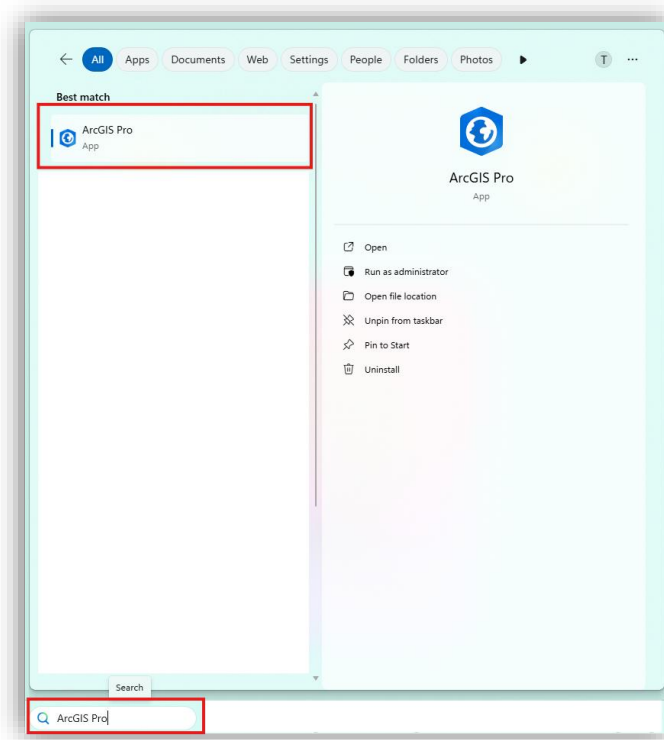 All Apps Documents Web Settings People Folders Photos T ...
Best match
ArcGIS Pro
App
ArcGIS Pro
App
Open
Run as administrator
Open file location
Unpin from taskbar
Pin to Start
Uninstall
Search
ArcGIS Pro